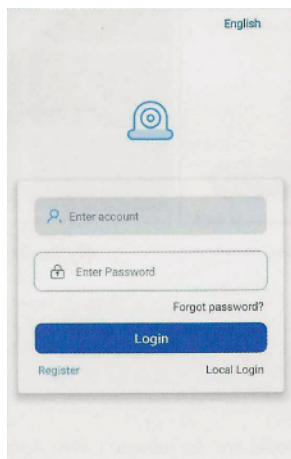 English
Enter account
Enter Password
Forgot password?
Login
Register
Local Login